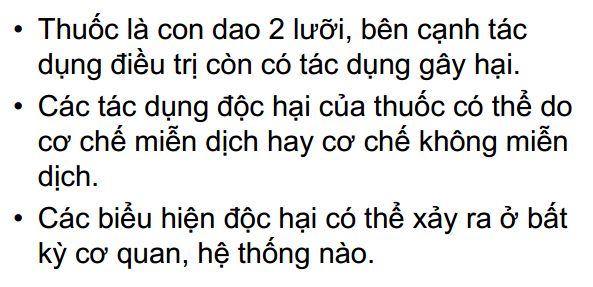 • Thuốc là con dao 2 lưỡi, bên cạnh tác
dụng điều trị còn có tác dụng gây hại.
• Các tác dụng độc hại của thuốc có thể do
cơ chế miễn dịch hay cơ chế không miễn
dịch.
• Các biểu hiện độc hại có thể xảy ra ở bất
kỳ cơ quan, hệ thống nào.